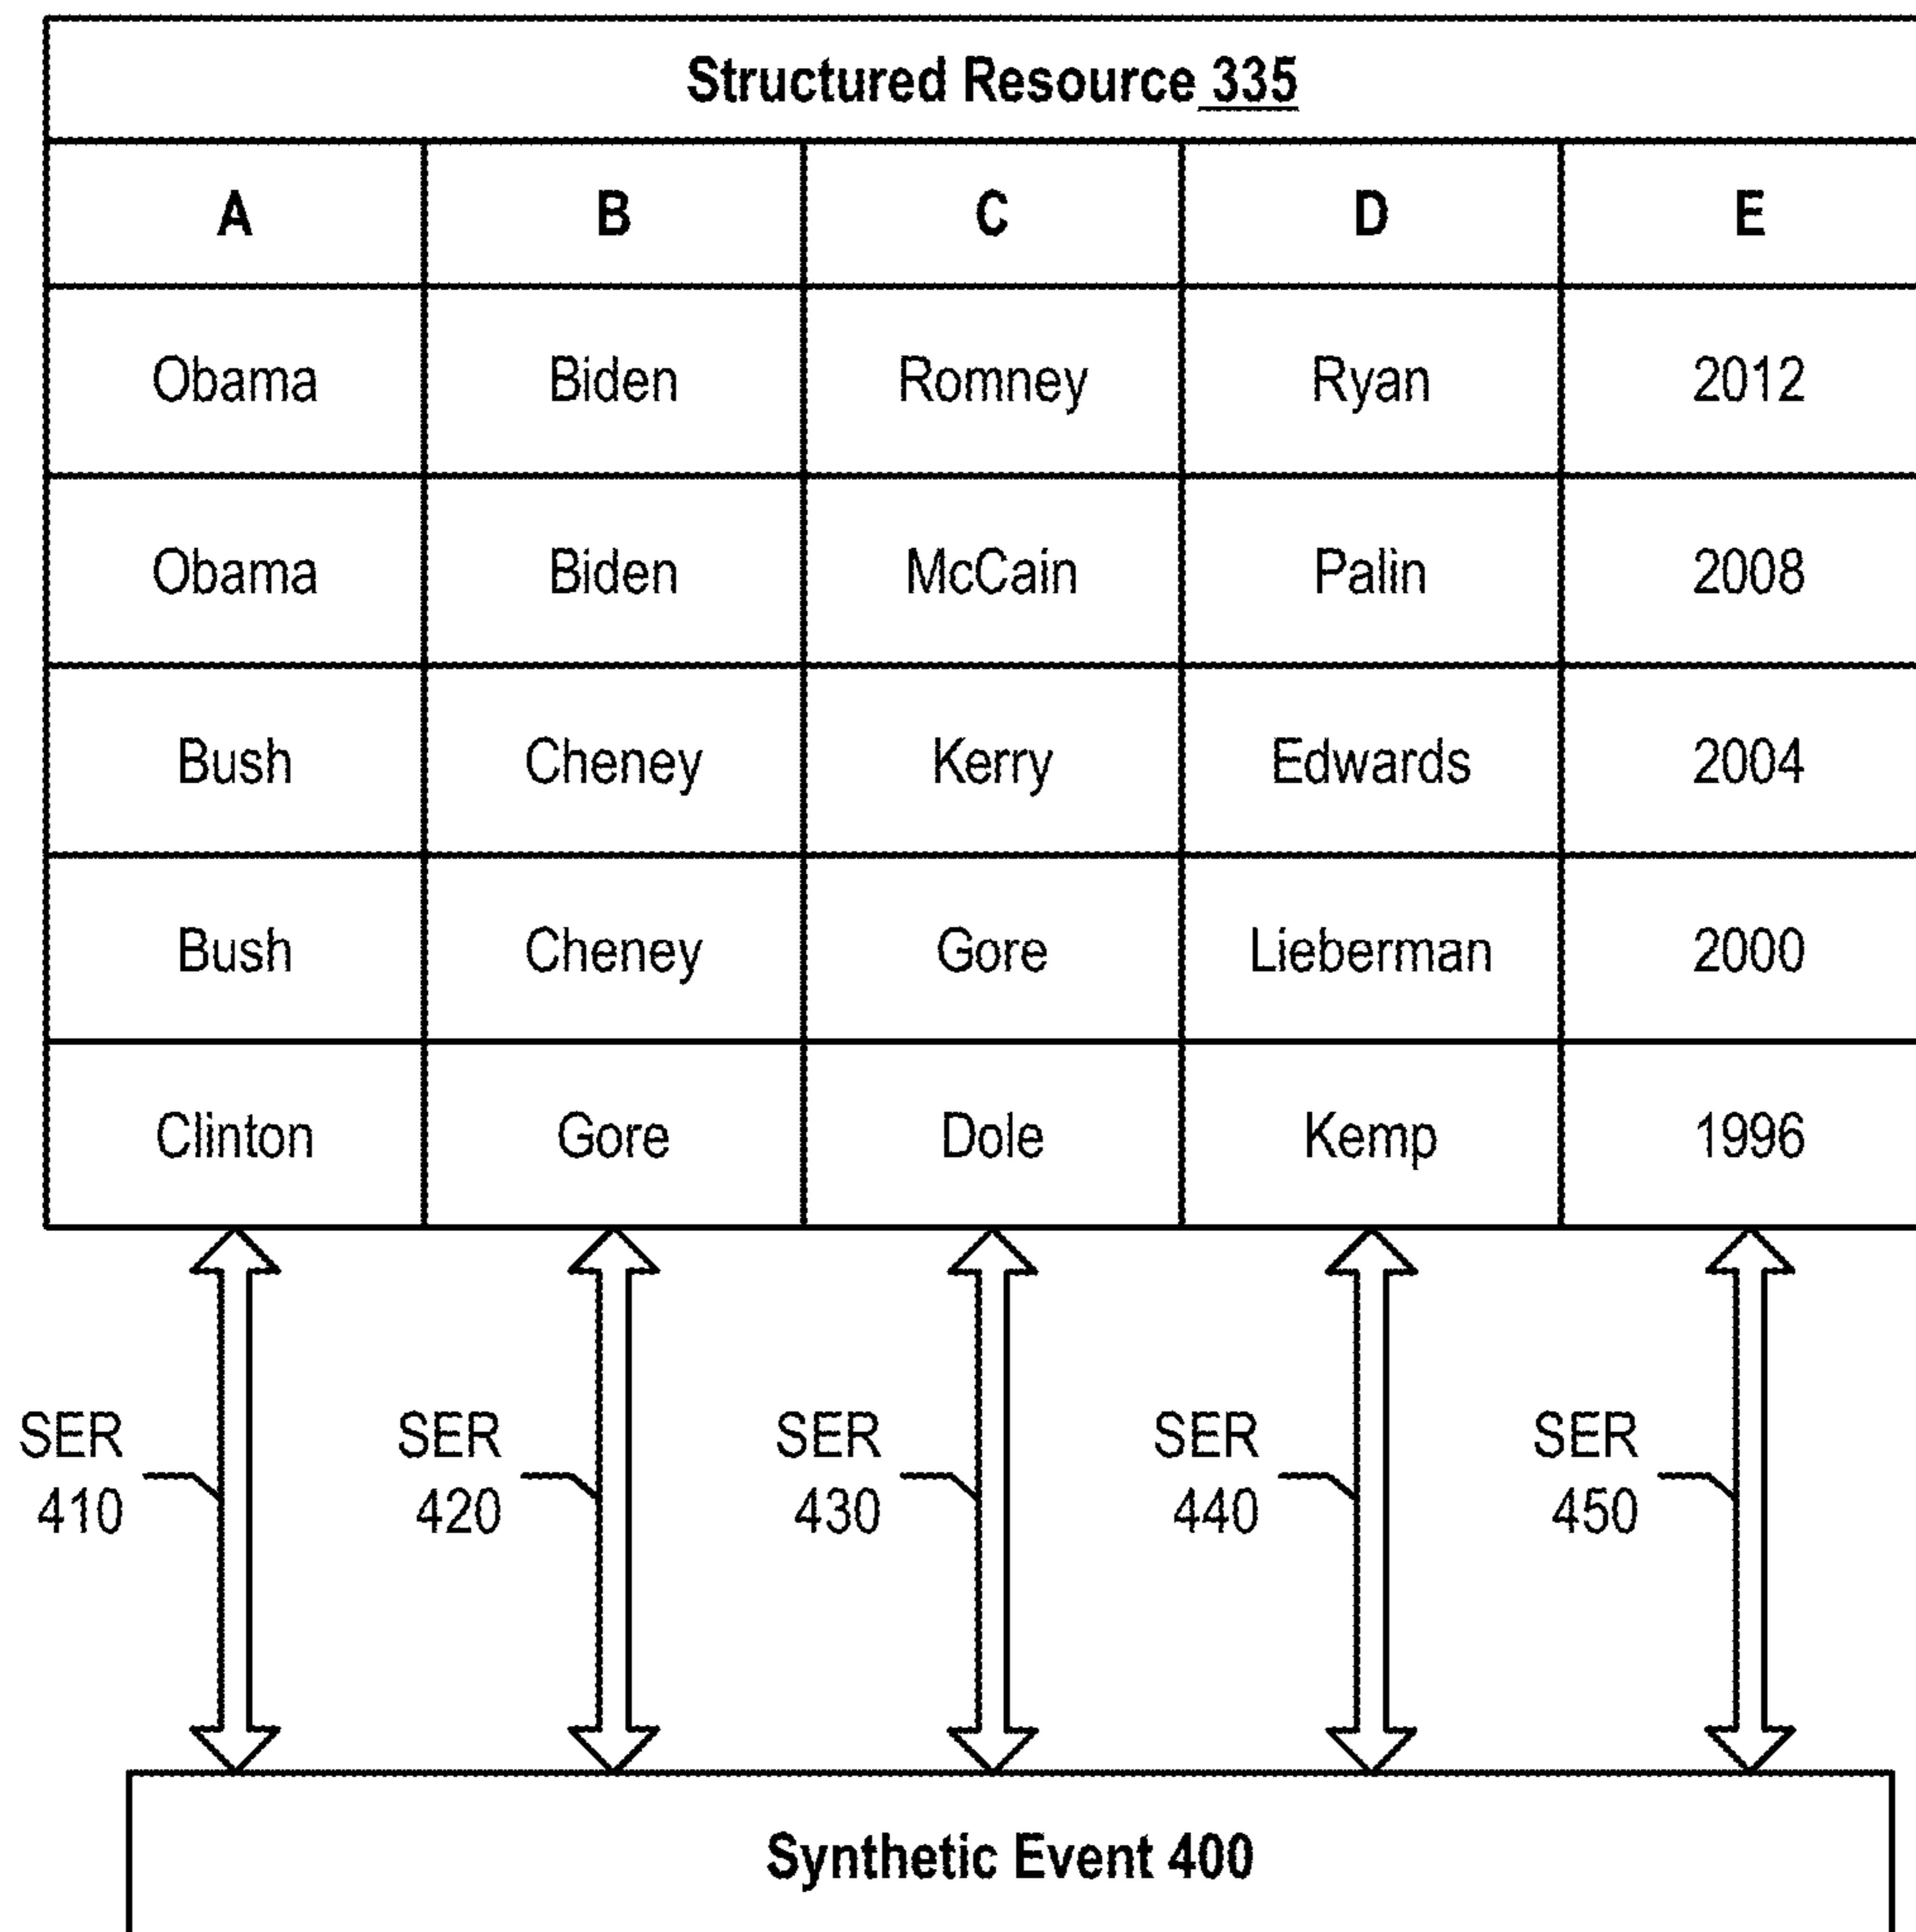 Structured Resource 335
A B C D E
Obama Biden Romney Ryan 2012
Obama Biden McCain Palin 2008
Bush Cheney Kerry Edwards 2004
Bush Cheney Gore Lieberman 2000
Clinton Gore Dole Kemp 1996
SER SER SER SER SER
410 420 430 440 450
Synthetic Event 400